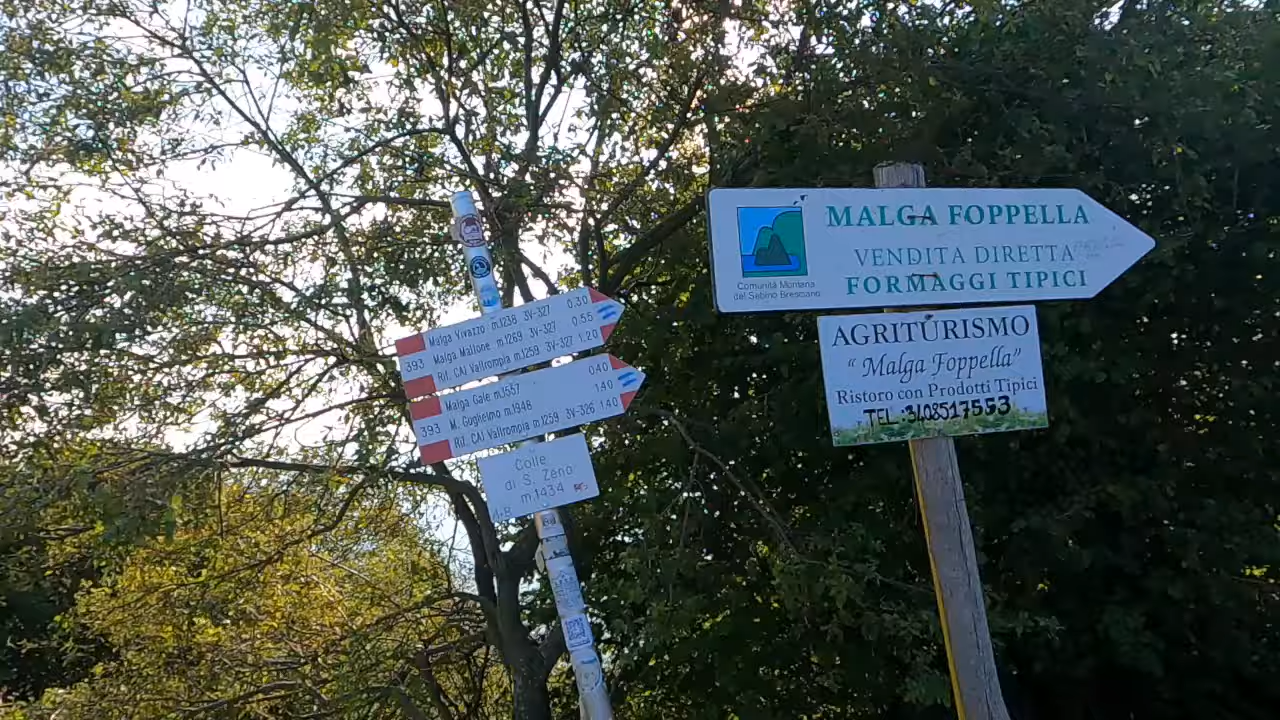 Malga Vivazzo m.1238 3V-327 0.30
393 Malga Mallone m.1269 3V-327 0.55
Rif. CAI Valtrompia m.1259 3V-327 1.20
Malga Gale m.1557 0.40
393 M. Guglielmo m.1948 1.40
Rif. CAI Valtrompia m.1259 3V-326 1.40
Colle
di S. Zeno
m.1434
MALGA FOPPELLA
VENDITA DIRETTA
FORMAGGI TIPICI
Comunità Montana
del Sebino Bresciano
AGRITURISMO
“Malga Foppella”
Ristoro con Prodotti Tipici
TEL. 3408517553